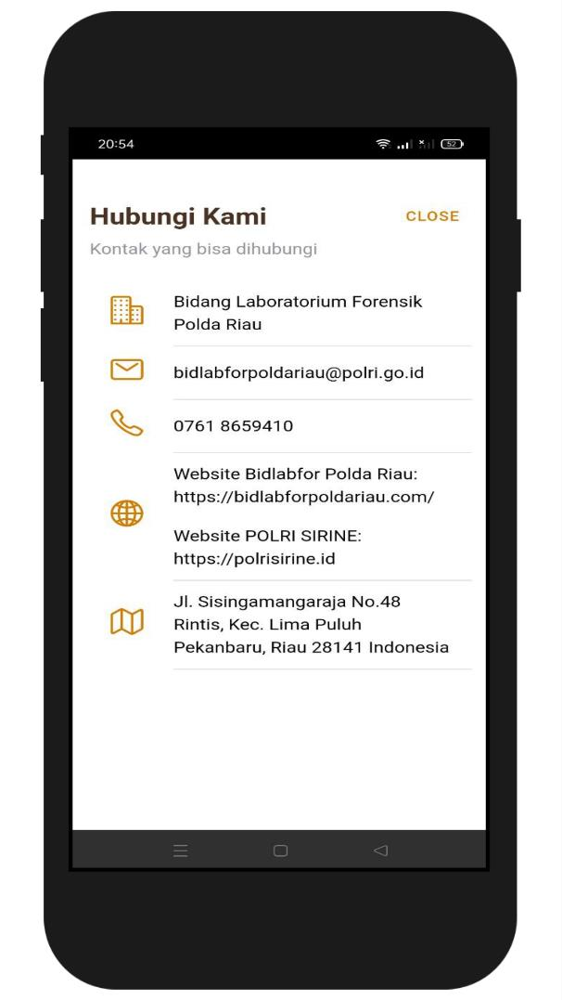 20:54
52
Hubungi Kami
CLOSE
Kontak yang bisa dihubungi
Bidang Laboratorium Forensik
Polda Riau
bidlabforpoldariau@polri.go.id
0761 8659410
Website Bidlabfor Polda Riau:
https://bidlabforpoldariau.com/
Website POLRI SIRINE:
https://polrisirine.id
Jl. Sisingamangaraja No.48
Rintis, Kec. Lima Puluh
Pekanbaru, Riau 28141 Indonesia